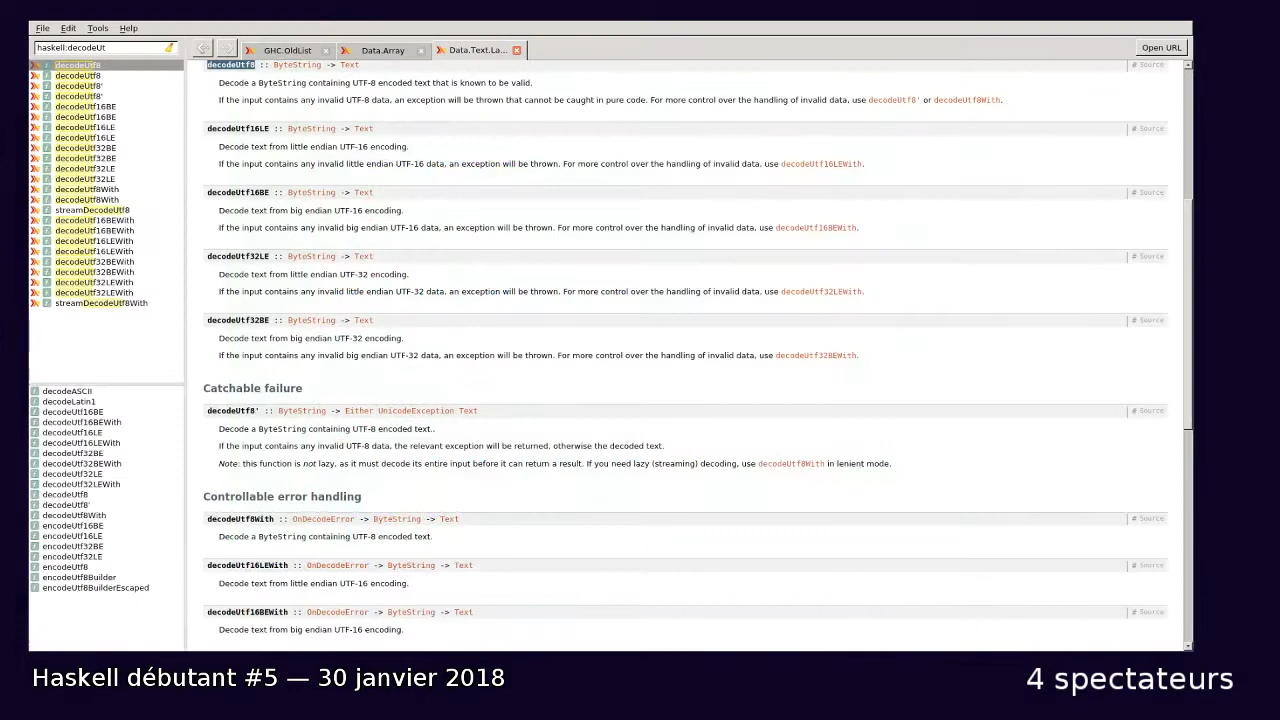 File Edit Tools Help
haskell:decodeUt
GHC.OldList
Data.Array
Data.Text.La...
Open URL
decodeUtf8
decodeUtf8
decodeUtf8'
decodeUtf8'
decodeUtf16BE
decodeUtf16BE
decodeUtf16LE
decodeUtf16LE
decodeUtf32BE
decodeUtf32BE
decodeUtf32LE
decodeUtf32LE
decodeUtf8With
decodeUtf8With
streamDecodeUtf8
decodeUtf16BEWith
decodeUtf16BEWith
decodeUtf16LEWith
decodeUtf16LEWith
decodeUtf32BEWith
decodeUtf32BEWith
decodeUtf32LEWith
decodeUtf32LEWith
streamDecodeUtf8With
decodeASCII
decodeLatin1
decodeUtf16BE
decodeUtf16BEWith
decodeUtf16LE
decodeUtf16LEWith
decodeUtf32BE
decodeUtf32BEWith
decodeUtf32LE
decodeUtf32LEWith
decodeUtf8
decodeUtf8'
decodeUtf8With
encodeUtf16BE
encodeUtf16LE
encodeUtf32BE
encodeUtf32LE
encodeUtf8
encodeUtf8Builder
encodeUtf8BuilderEscaped
decodeUtf8 :: ByteString -> Text # Source
Decode a ByteString containing UTF-8 encoded text that is known to be valid.
If the input contains any invalid UTF-8 data, an exception will be thrown that cannot be caught in pure code. For more control over the handling of invalid data, use decodeUtf8' or decodeUtf8With.
decodeUtf16LE :: ByteString -> Text # Source
Decode text from little endian UTF-16 encoding.
If the input contains any invalid little endian UTF-16 data, an exception will be thrown. For more control over the handling of invalid data, use decodeUtf16LEWith.
decodeUtf16BE :: ByteString -> Text # Source
Decode text from big endian UTF-16 encoding.
If the input contains any invalid big endian UTF-16 data, an exception will be thrown. For more control over the handling of invalid data, use decodeUtf16BEWith.
decodeUtf32LE :: ByteString -> Text # Source
Decode text from little endian UTF-32 encoding.
If the input contains any invalid little endian UTF-32 data, an exception will be thrown. For more control over the handling of invalid data, use decodeUtf32LEWith.
decodeUtf32BE :: ByteString -> Text # Source
Decode text from big endian UTF-32 encoding.
If the input contains any invalid big endian UTF-32 data, an exception will be thrown. For more control over the handling of invalid data, use decodeUtf32BEWith.
Catchable failure
decodeUtf8' :: ByteString -> Either UnicodeException Text # Source
Decode a ByteString containing UTF-8 encoded text..
If the input contains any invalid UTF-8 data, the relevant exception will be returned, otherwise the decoded text.
Note: this function is not lazy, as it must decode its entire input before it can return a result. If you need lazy (streaming) decoding, use decodeUtf8With in lenient mode.
Controllable error handling
decodeUtf8With :: OnDecodeError -> ByteString -> Text # Source
Decode a ByteString containing UTF-8 encoded text.
decodeUtf16LEWith :: OnDecodeError -> ByteString -> Text # Source
Decode text from little endian UTF-16 encoding.
decodeUtf16BEWith :: OnDecodeError -> ByteString -> Text # Source
Decode text from big endian UTF-16 encoding.
Haskell débutant #5 — 30 janvier 2018
4 spectateurs